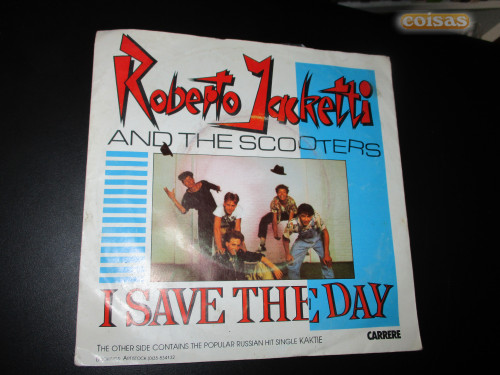 coisas
Roberto Jacketti
AND THE SCOOTERS
I SAVE THE DAY
CARRERE
THE OTHER SIDE CONTAINS THE POPULAR RUSSIAN HIT SINGLE KAKTIE